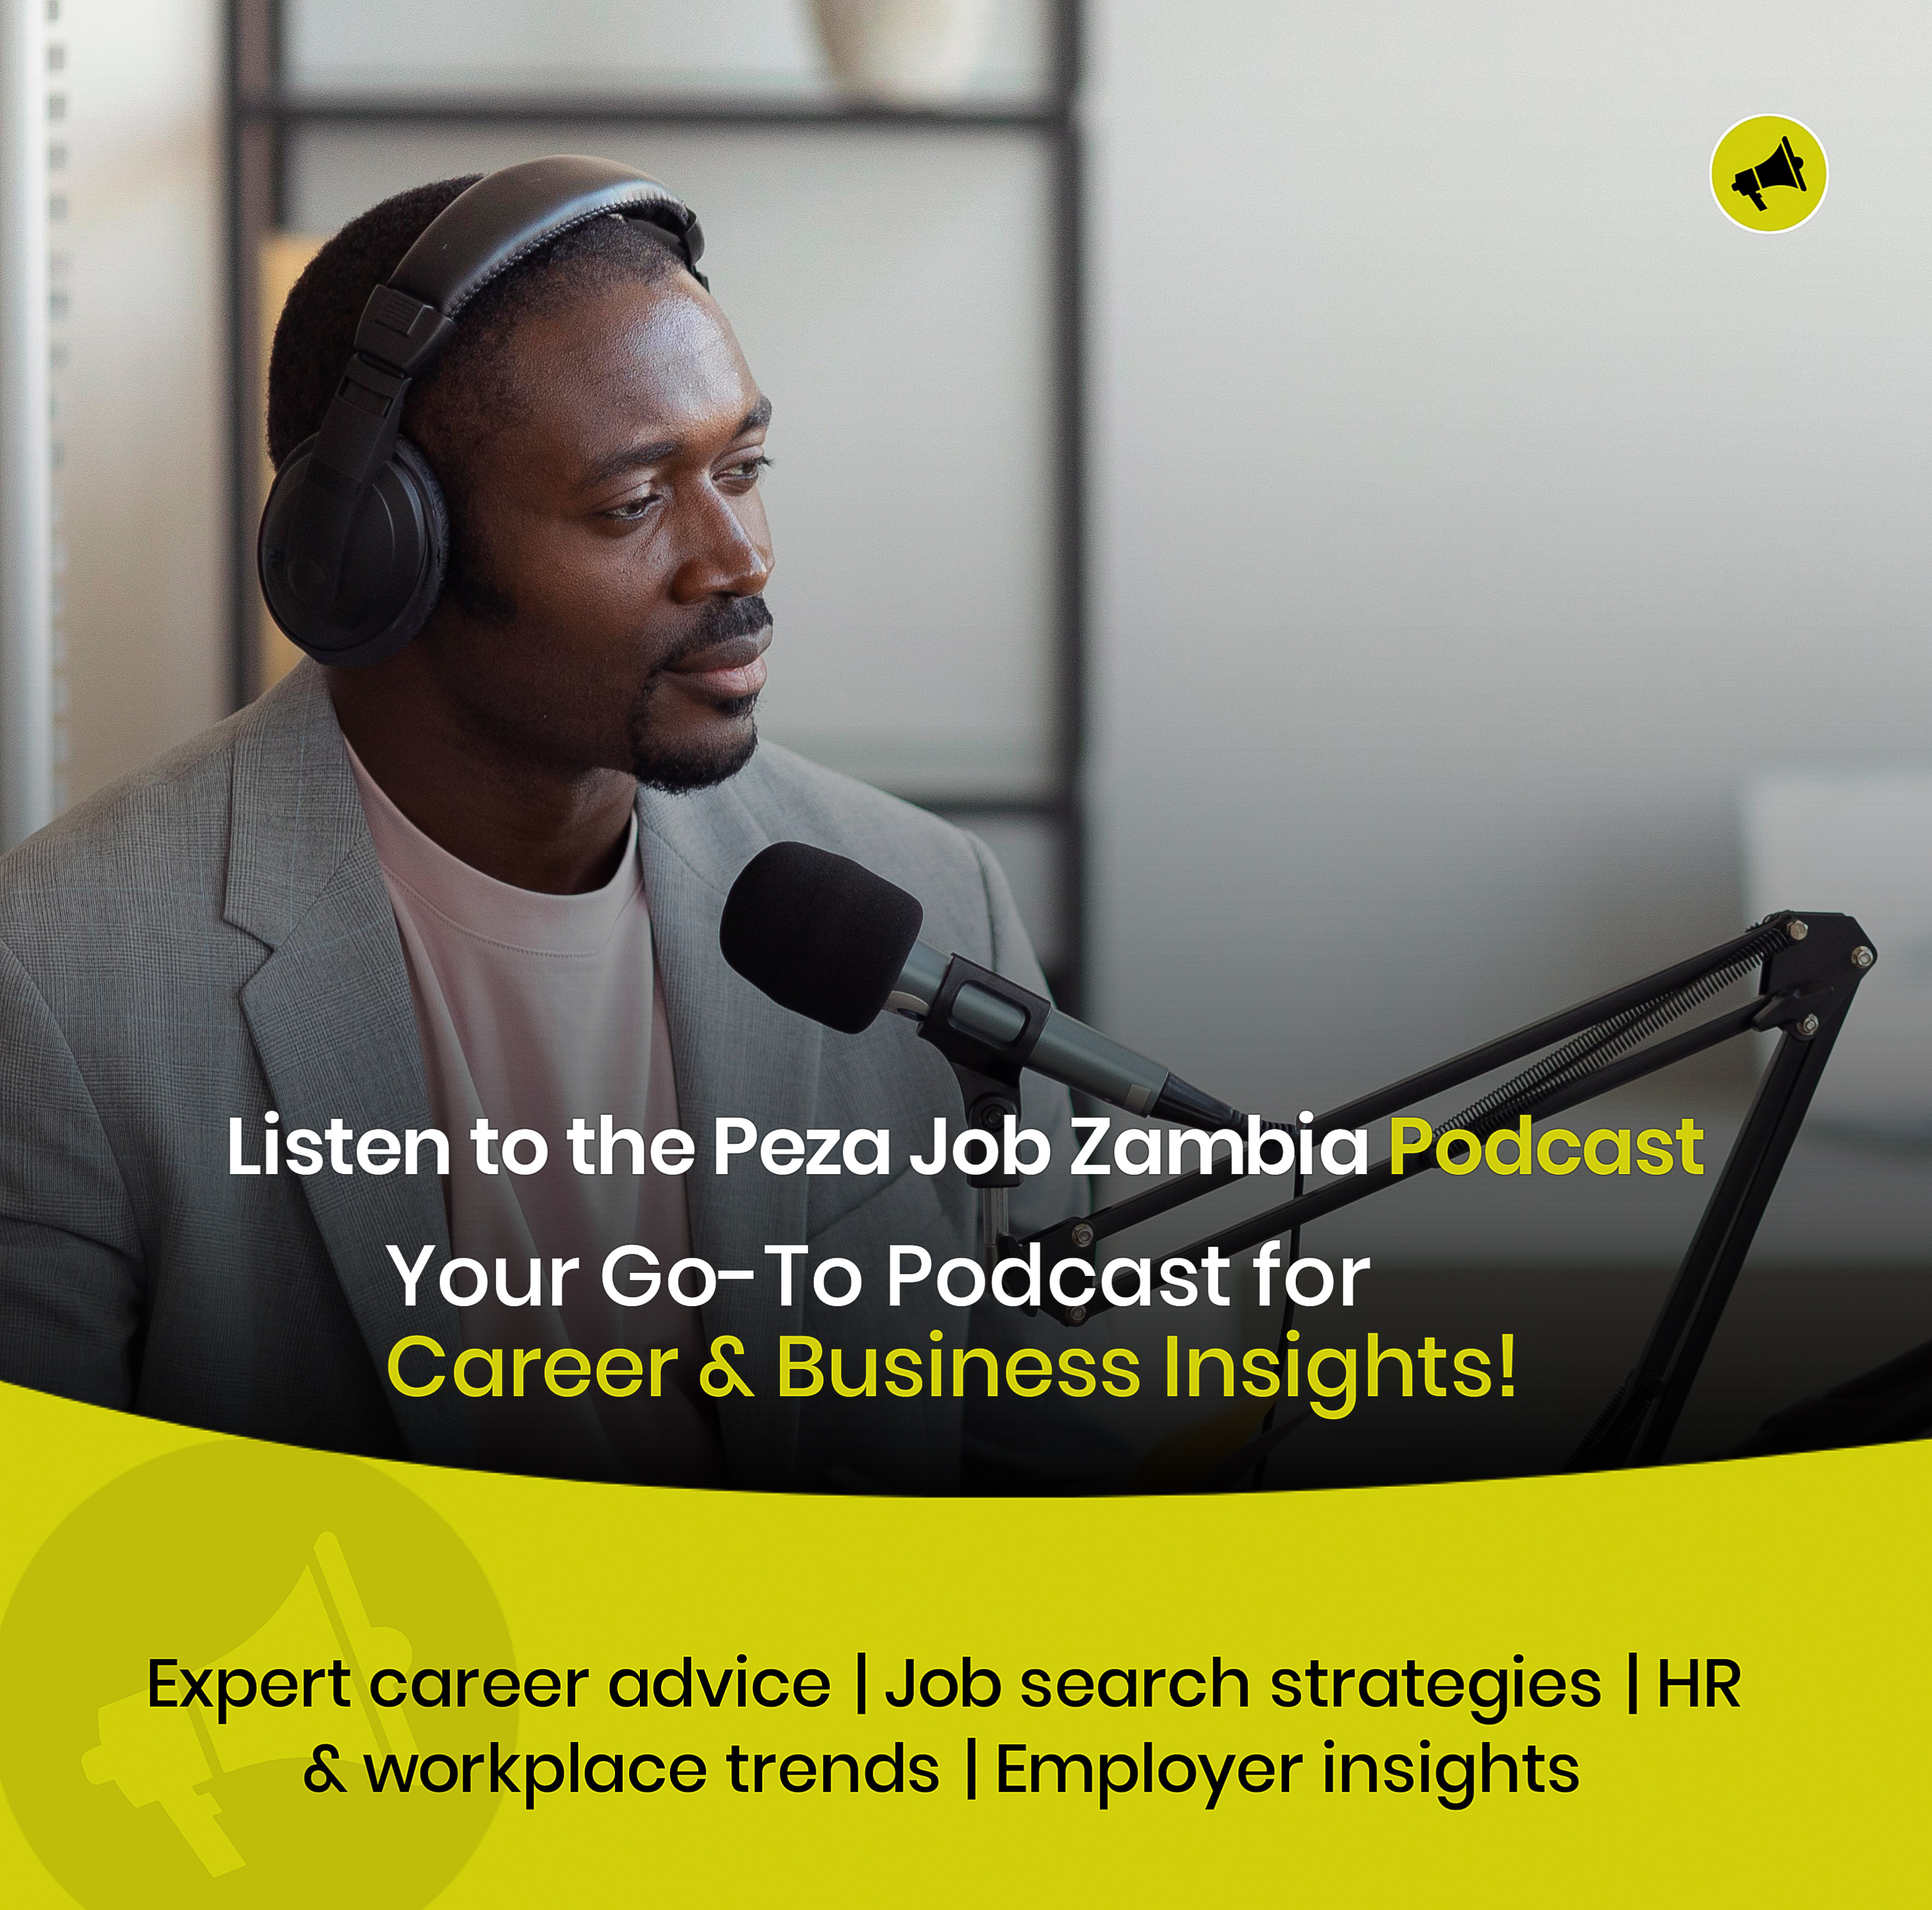 Listen to the Peza Job Zambia Podcast
Your Go-To Podcast for
Career & Business Insights!
Expert career advice | Job search strategies | HR
& workplace trends | Employer insights